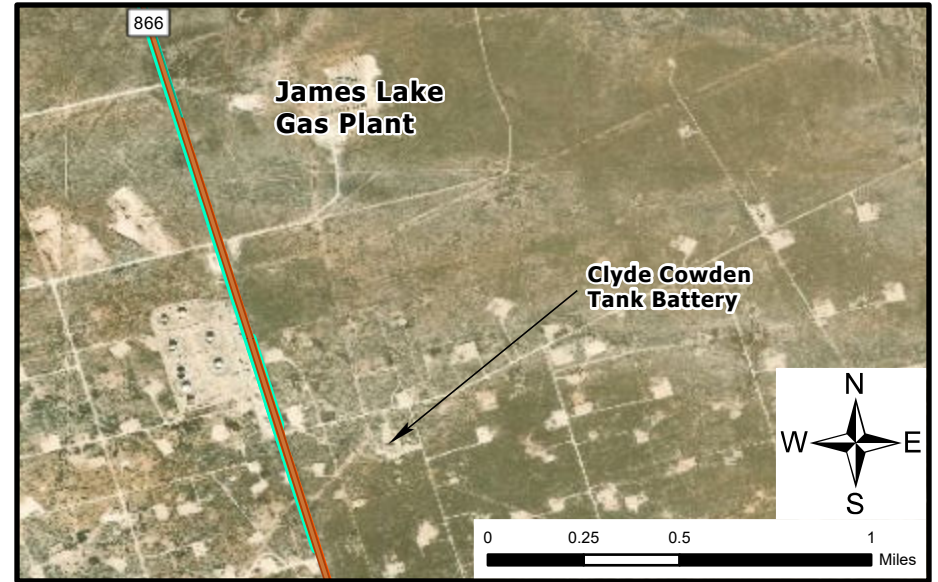 866
James Lake
Gas Plant
Clyde Cowden
Tank Battery
N
W
E
S
0
0.25
0.5
1
Miles